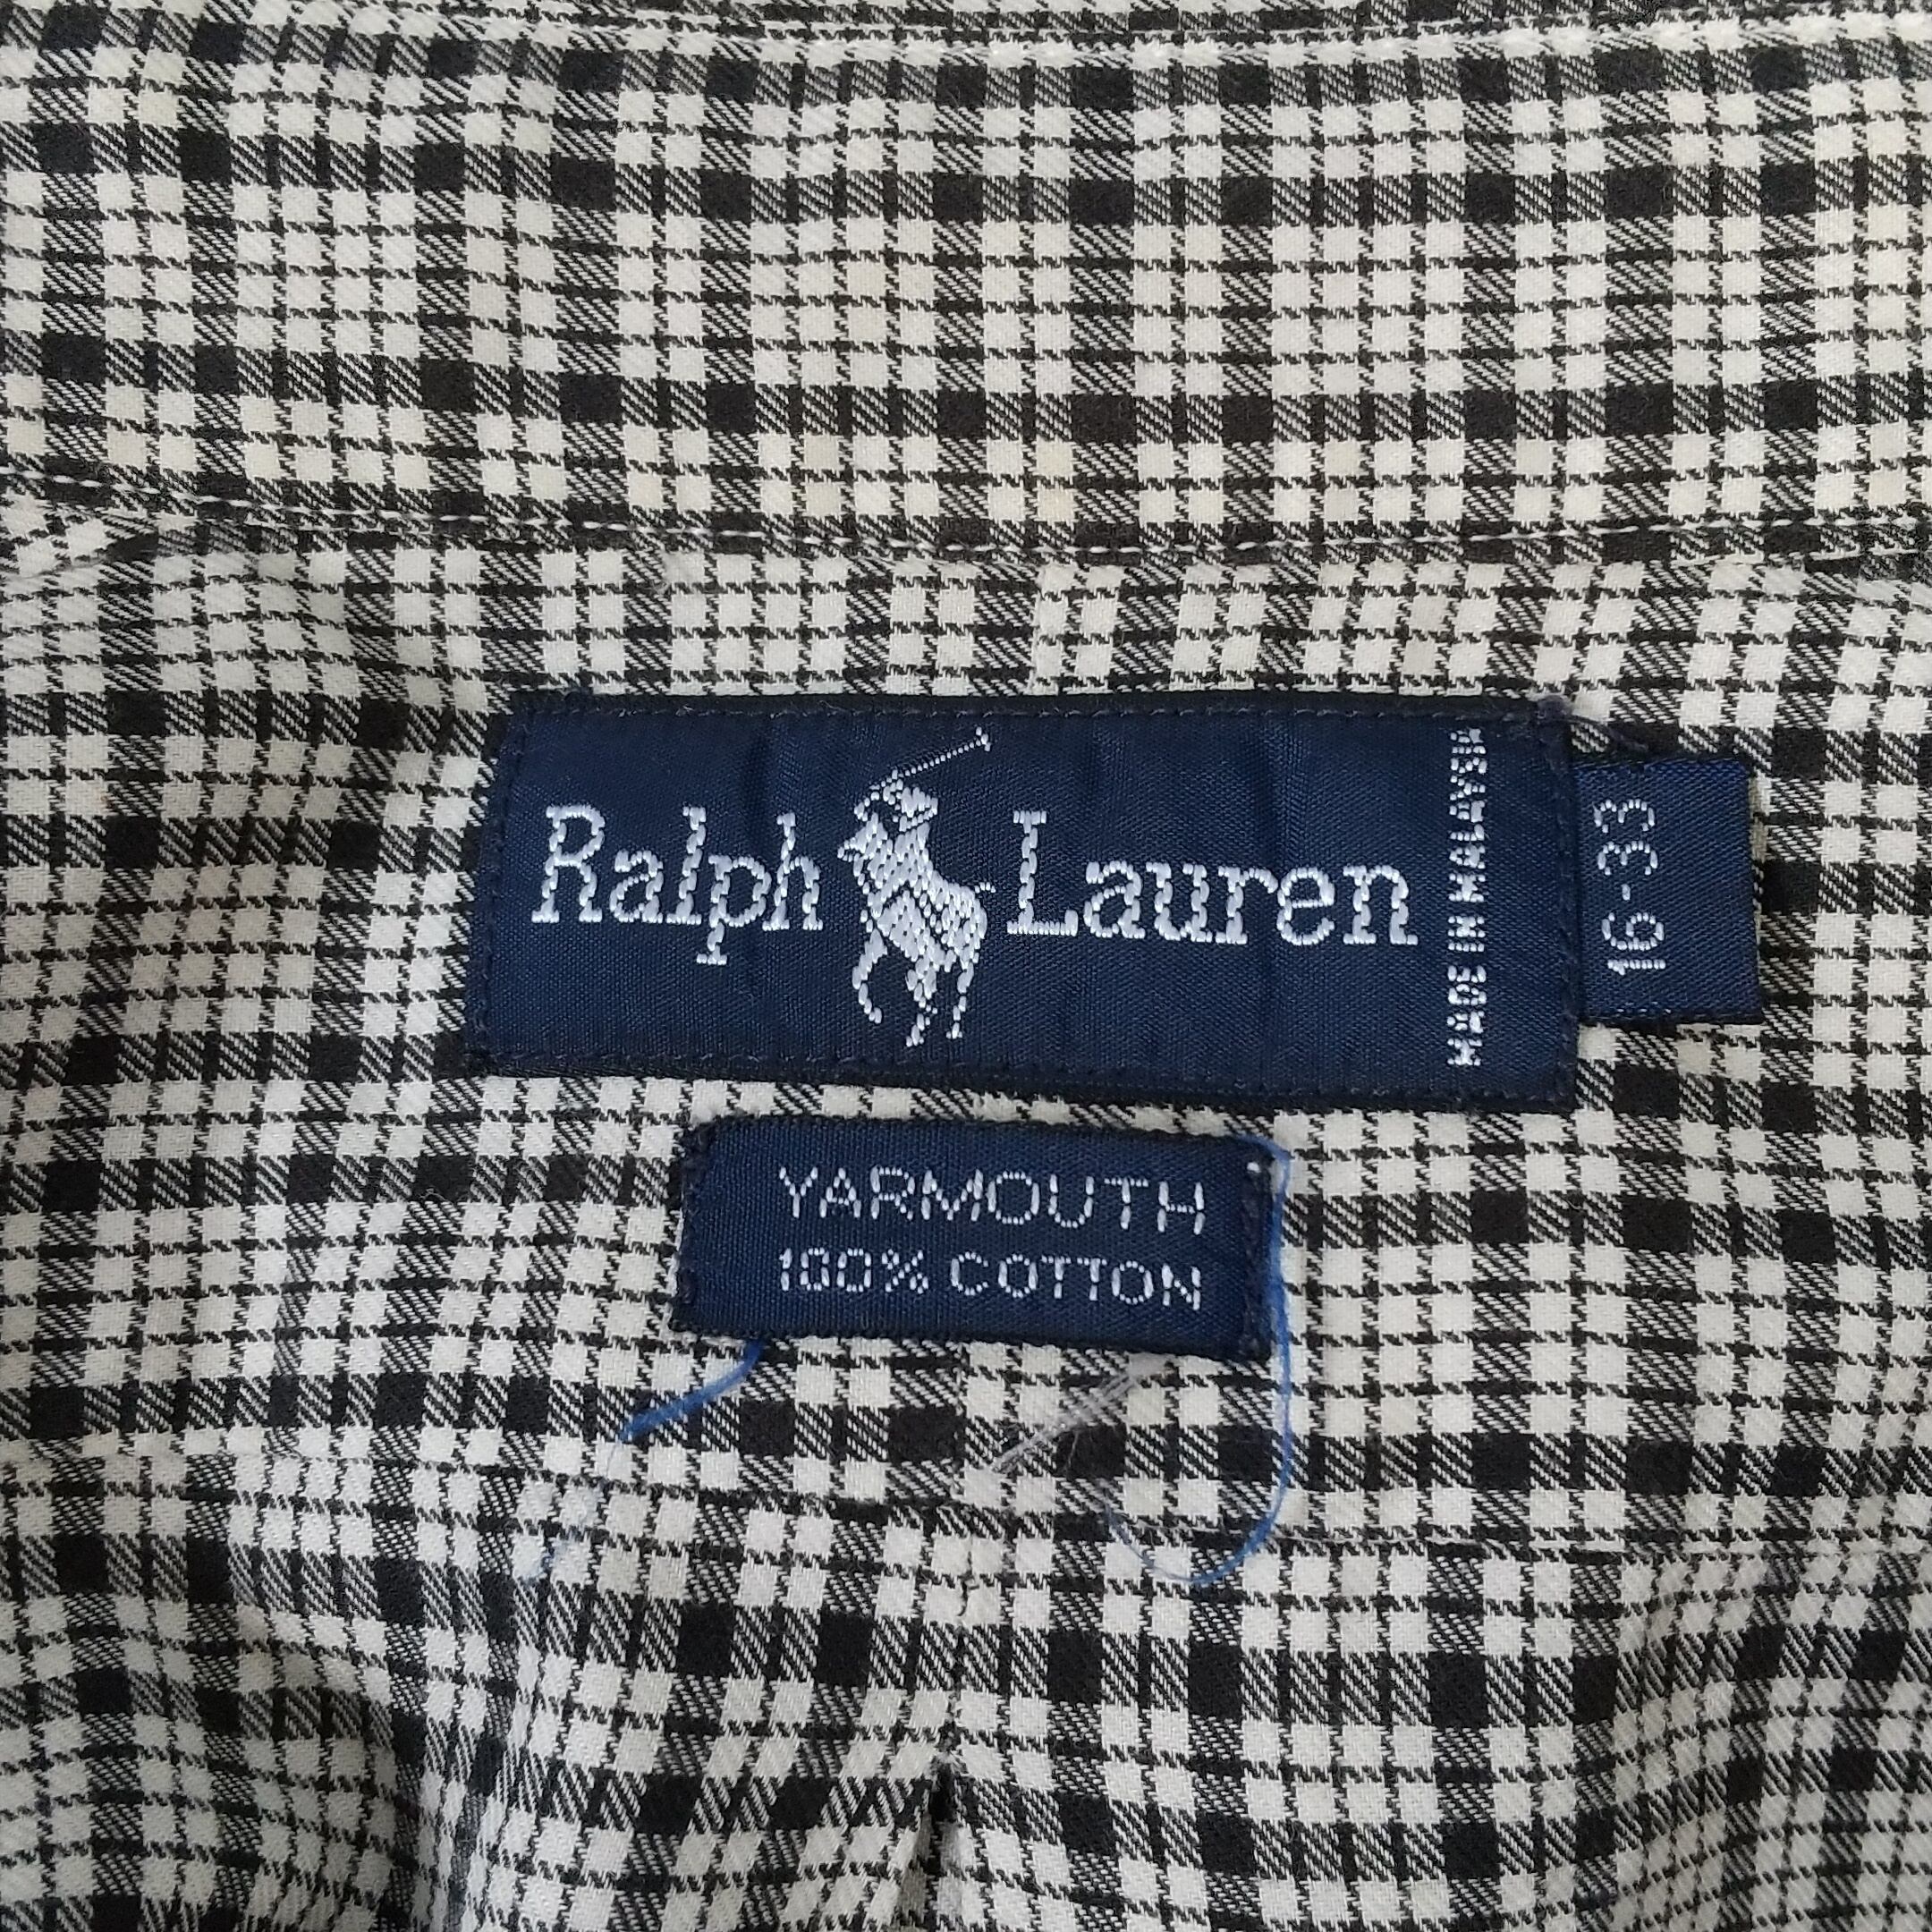 Ralph Lauren
MADE IN MALAYSIA
16-33
YARMOUTH
100% COTTON